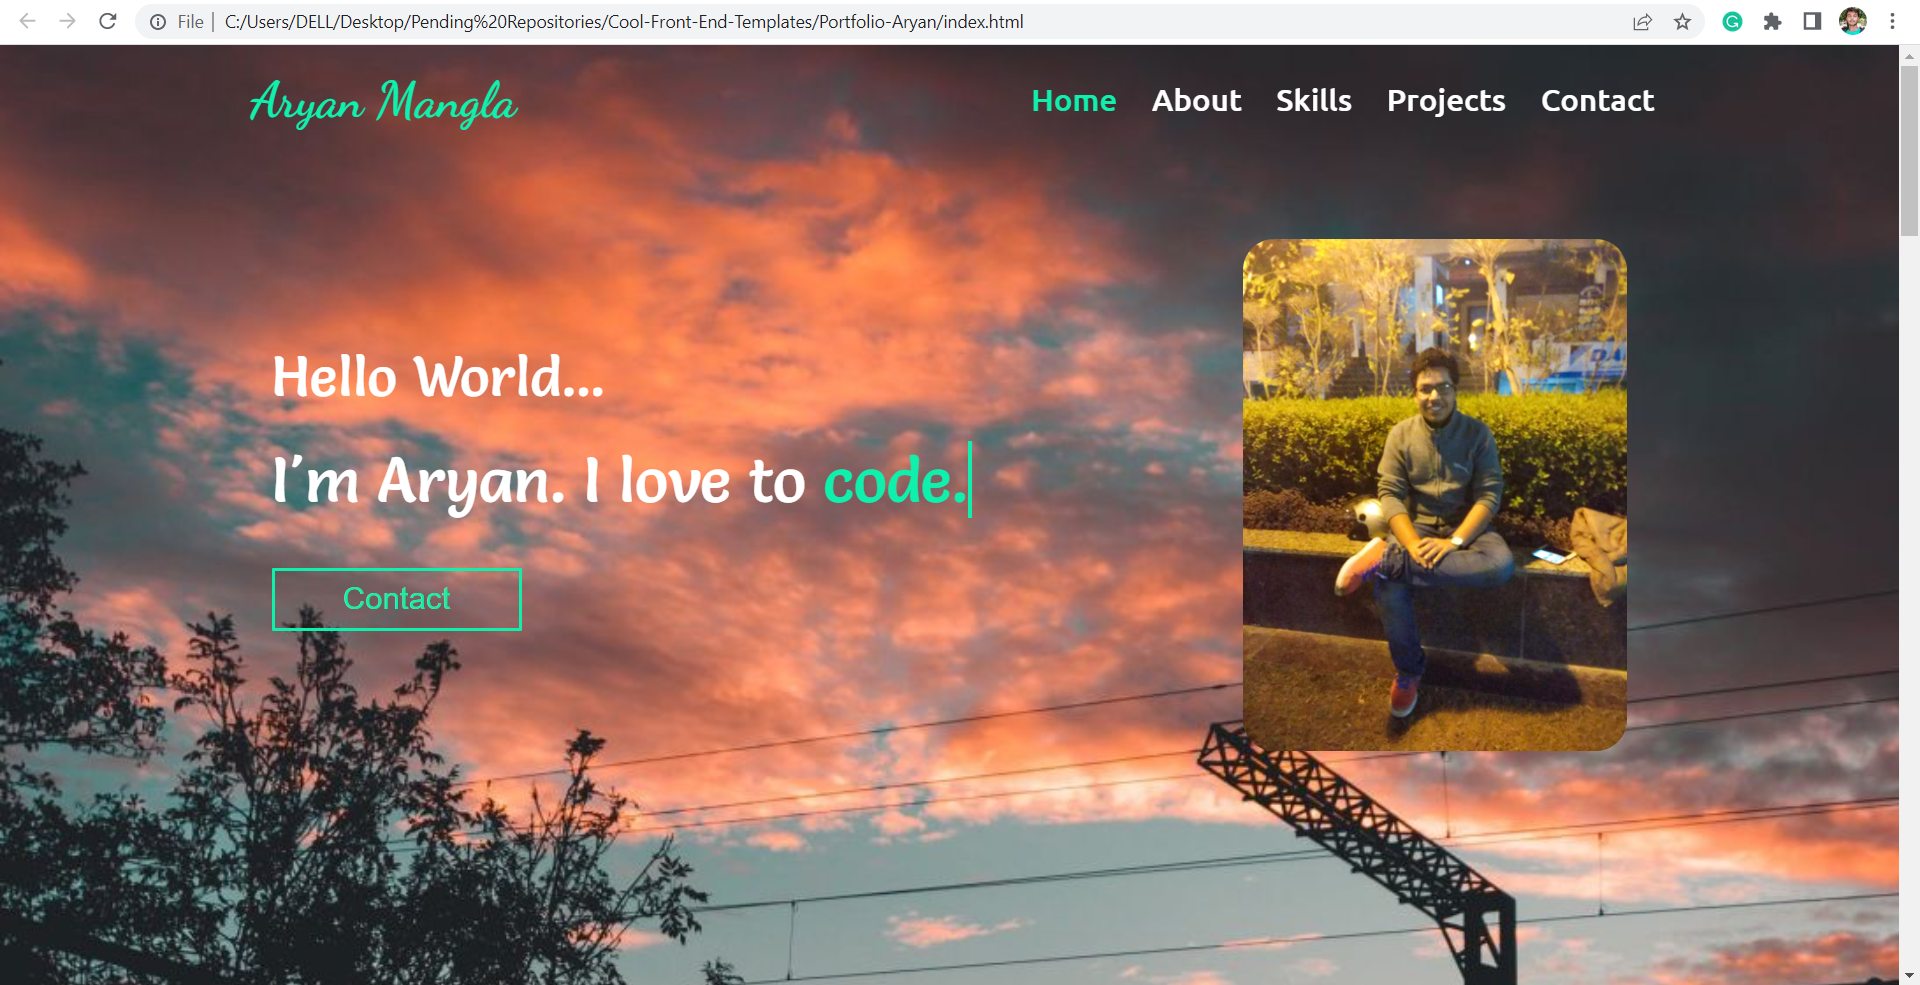 File | C:/Users/DELL/Desktop/Pending%20Repositories/Cool-Front-End-Templates/Portfolio-Aryan/index.html
Aryan Mangla
Home About Skills Projects Contact
Hello World...
I'm Aryan. I love to code.
Contact